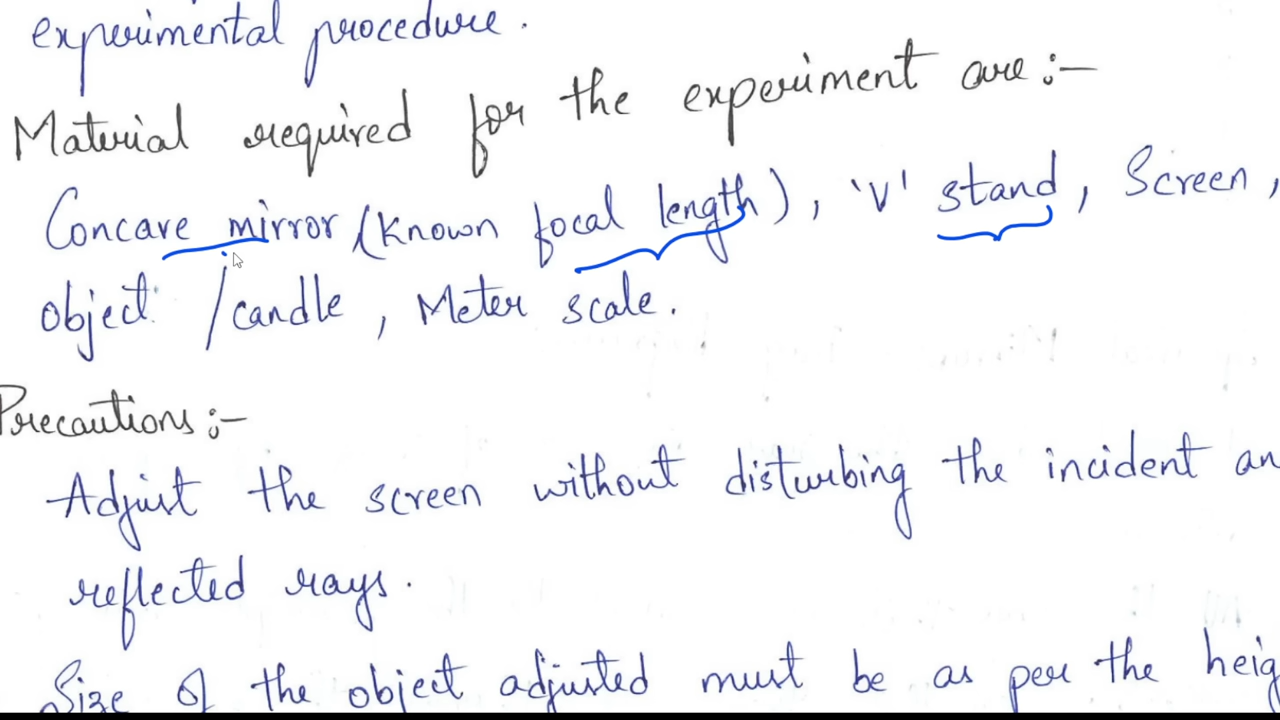 experimental procedure.
Material required for the experiment are:-
Concave mirror (Known focal length), 'V' stand, Screen,
object /candle, Meter scale.
Precautions:-
Adjust the screen without disturbing the incident an
reflected rays.
Size of the object adjusted must be as per the heig